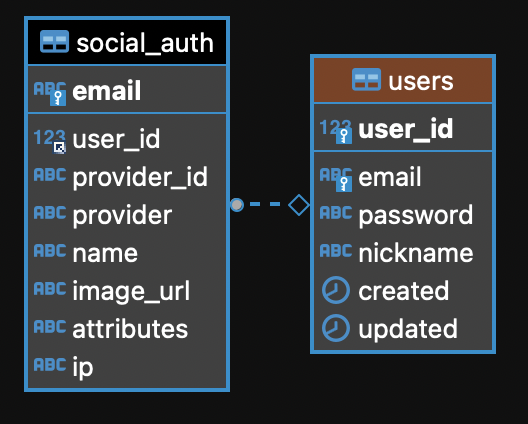 social_auth
ABC email
123 user_id
ABC provider_id
ABC provider
ABC name
ABC image_url
ABC attributes
ABC ip
users
123 user_id
ABC email
ABC password
ABC nickname
created
updated